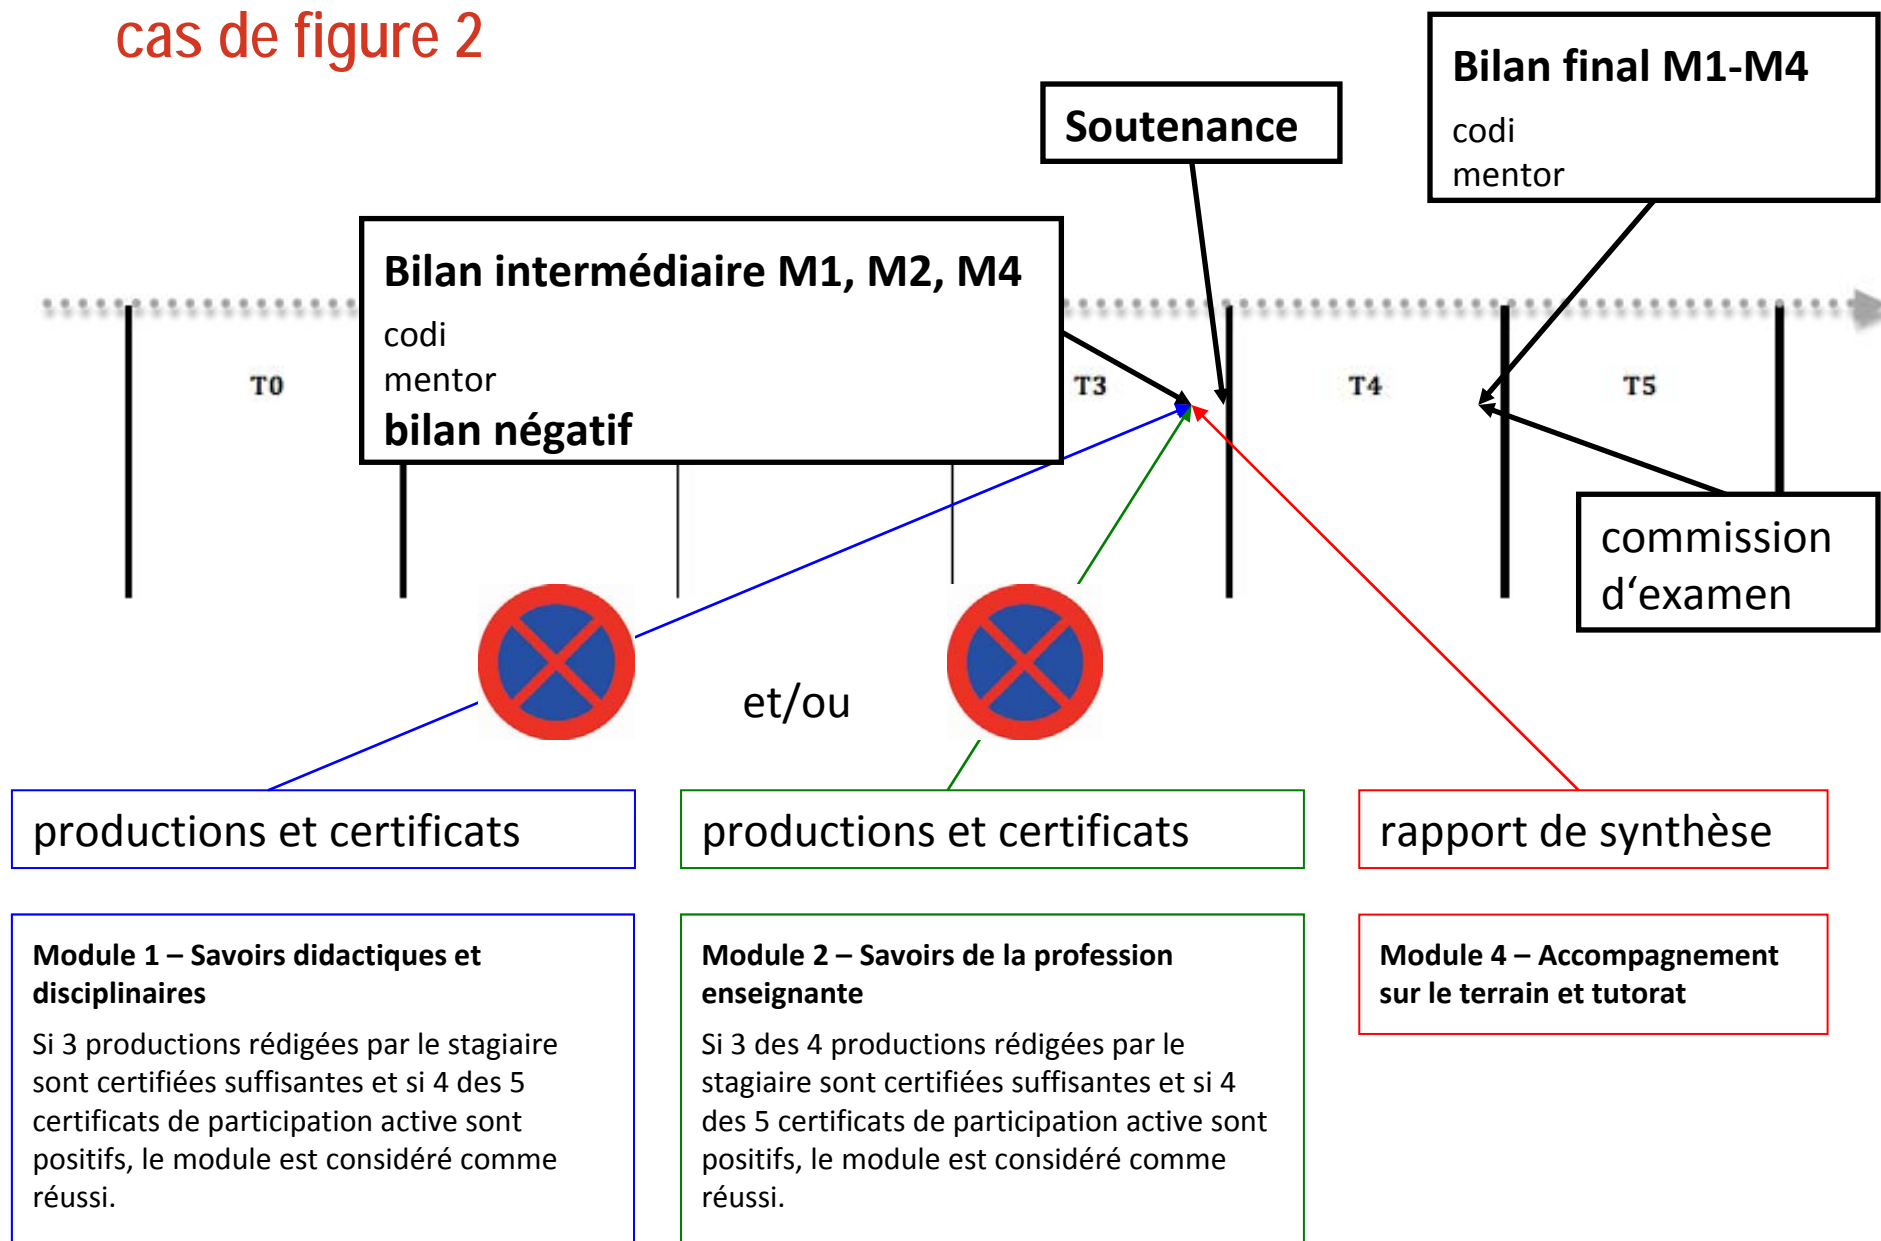 cas de figure 2
Bilan final M1-M4
codi
mentor
Soutenance
Bilan intermédiaire M1, M2, M4
codi
mentor
bilan négatif
T0
T3
T4
T5
commission
d‘examen
et/ou
productions et certificats
productions et certificats
rapport de synthèse
Module 1 – Savoirs didactiques et
disciplinaires
Si 3 productions rédigées par le stagiaire
sont certifiées suffisantes et si 4 des 5
certificats de participation active sont
positifs, le module est considéré comme
réussi.
Module 2 – Savoirs de la profession
enseignante
Si 3 des 4 productions rédigées par le
stagiaire sont certifiées suffisantes et si 4
des 5 certificats de participation active sont
positifs, le module est considéré comme
réussi.
Module 4 – Accompagnement
sur le terrain et tutorat